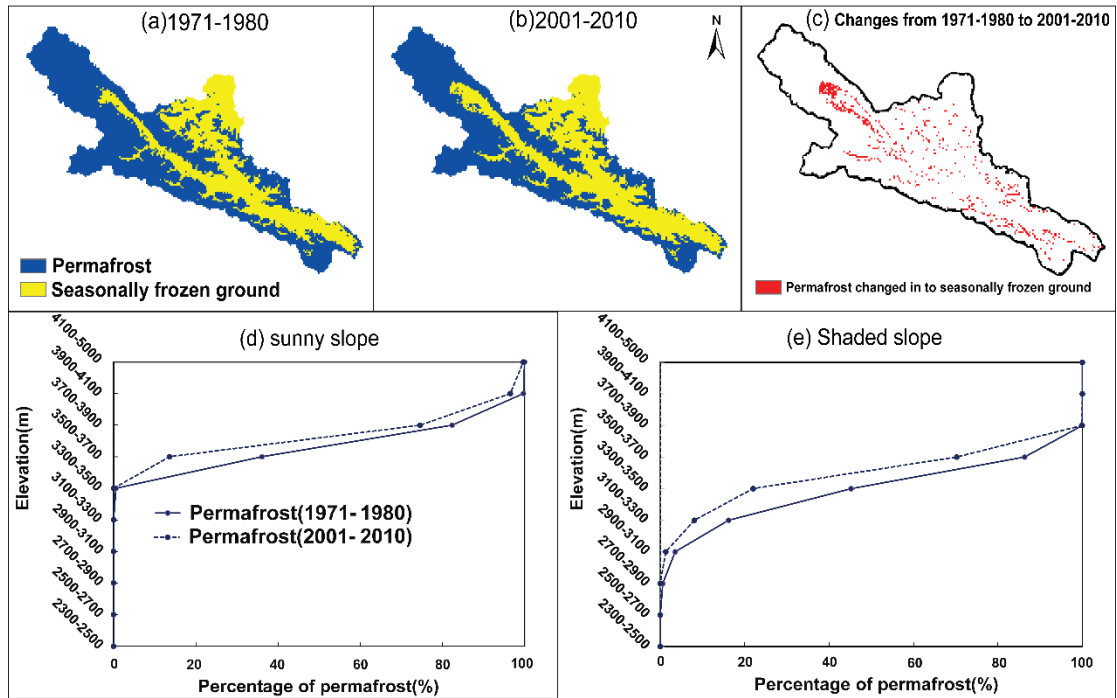 (a)1971-1980
(b)2001-2010
N
(c) Changes from 1971-1980 to 2001-2010
Permafrost
Seasonally frozen ground
Permafrost changed in to seasonally frozen ground
(d) sunny slope
Elevation(m)
4100-5000
3900-4100
3700-3900
3500-3700
3300-3500
3100-3300
2900-3100
2700-2900
2500-2700
2300-2500
Permafrost(1971- 1980)
Permafrost(2001- 2010)
0 20 40 60 80 100
Percentage of permafrost(%)
(e) Shaded slope
Elevation(m)
4100-5000
3900-4100
3700-3900
3500-3700
3300-3500
3100-3300
2900-3100
2700-2900
2500-2700
2300-2500
0 20 40 60 80 100
Percentage of permafrost(%)